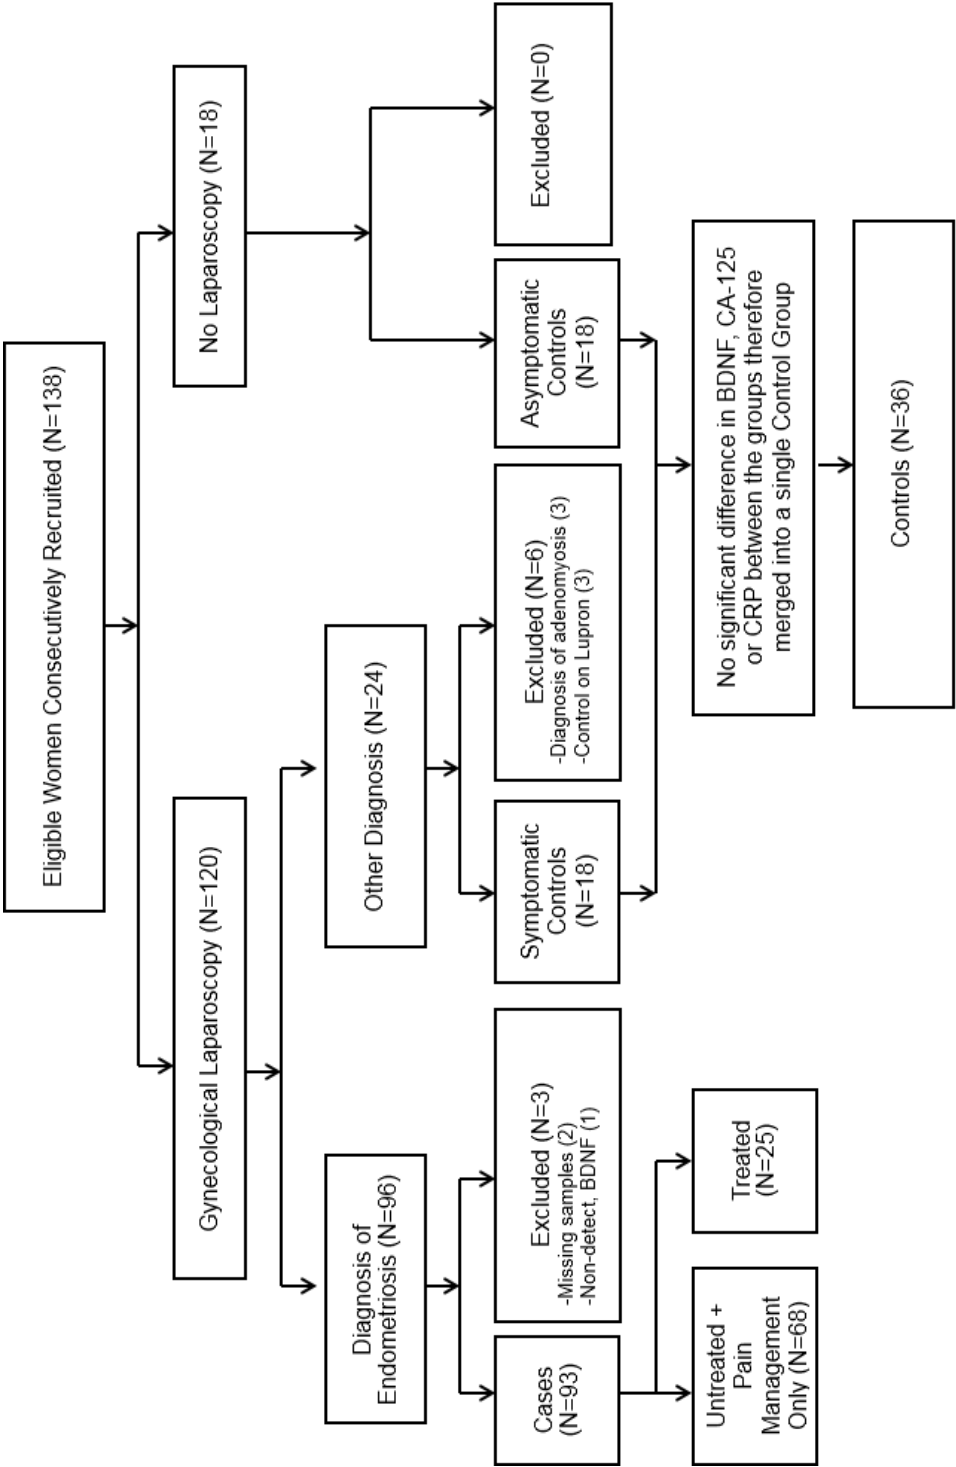 Eligible Women Consecutively Recruited (N=138)
Gynecological Laparoscopy (N=120)
No Laparoscopy (N=18)
Diagnosis of
Endometriosis (N=96)
Other Diagnosis (N=24)
Cases
(N=93)
Excluded (N=3)
-Missing samples (2)
-Non-detect, BDNF (1)
Symptomatic
Controls
(N=18)
Excluded (N=6)
-Diagnosis of adenomyosis (3)
-Control on Lupron (3)
Asymptomatic
Controls
(N=18)
Excluded (N=0)
Untreated +
Pain
Management
Only (N=68)
Treated
(N=25)
No significant difference in BDNF, CA-125
or CRP between the groups therefore
merged into a single Control Group
Controls (N=36)